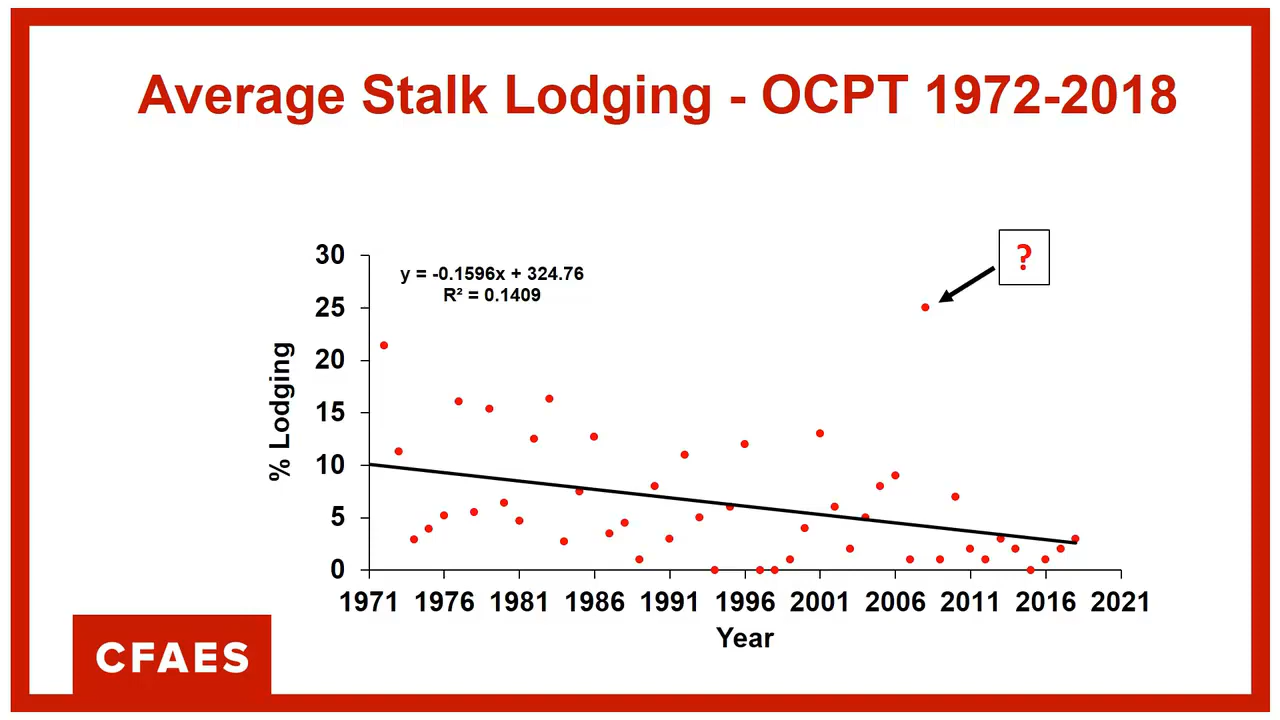 Average Stalk Lodging - OCPT 1972-2018
?
30
25
20
15
10
5
0
y = -0.1596x + 324.76
R² = 0.1409
% Lodging
1971 1976 1981 1986 1991 1996 2001 2006 2011 2016 2021
Year
CFAES